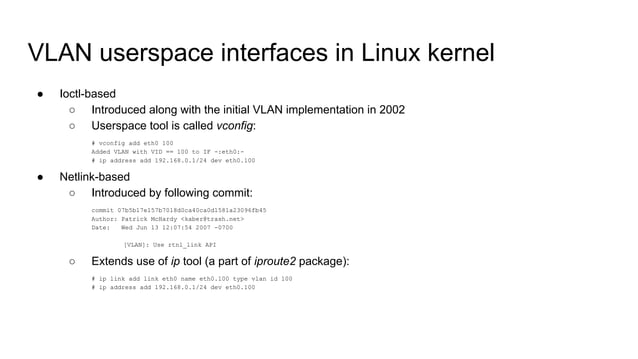 VLAN userspace interfaces in Linux kernel
● Ioctl-based
○ Introduced along with the initial VLAN implementation in 2002
○ Userspace tool is called vconfig:
# vconfig add eth0 100
Added VLAN with VID == 100 to IF -:eth0:-
# ip address add 192.168.0.1/24 dev eth0.100
● Netlink-based
○ Introduced by following commit:
commit 07b5b17e157b7018d0ca40ca0d1581a23096fb45
Author: Patrick McHardy <kaber@trash.net>
Date: Wed Jun 13 12:07:54 2007 -0700
[VLAN]: Use rtnl_link API
○ Extends use of ip tool (a part of iproute2 package):
# ip link add link eth0 name eth0.100 type vlan id 100
# ip address add 192.168.0.1/24 dev eth0.100